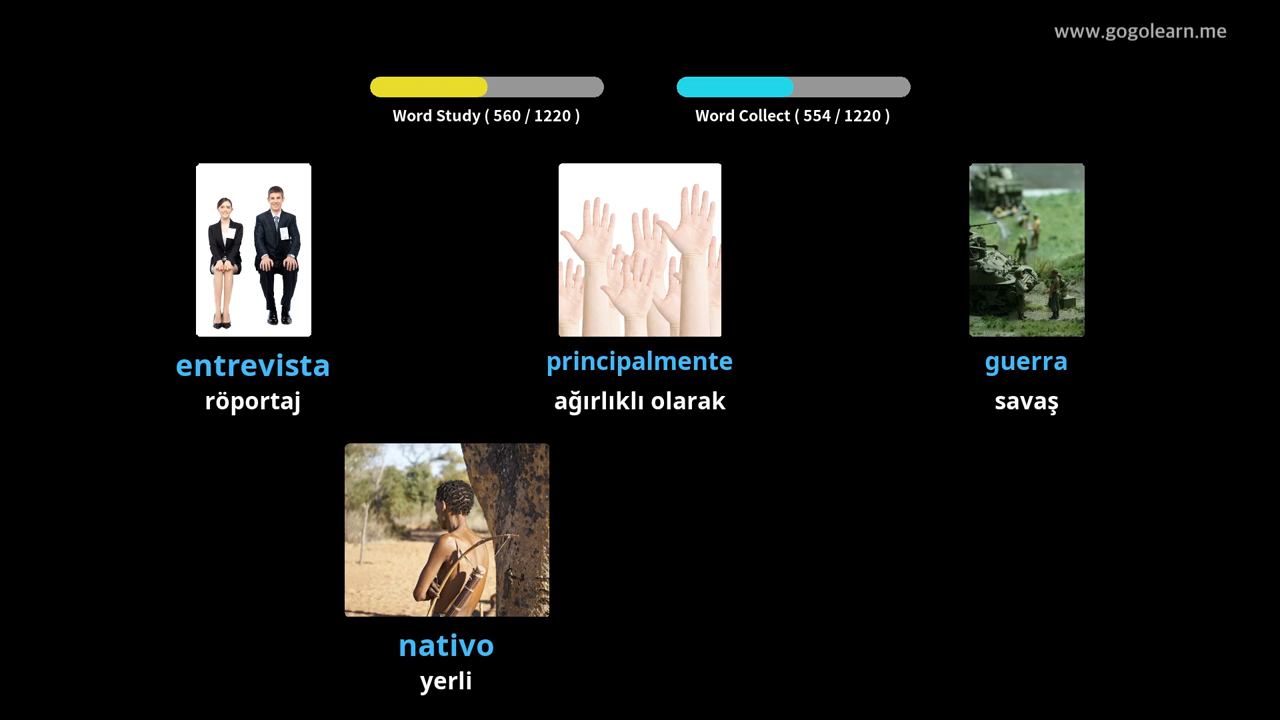 www.gogolearn.me
Word Study ( 560 / 1220 )
Word Collect ( 554 / 1220 )
entrevista
röportaj
principalmente
ağırlıklı olarak
guerra
savaş
nativo
yerli